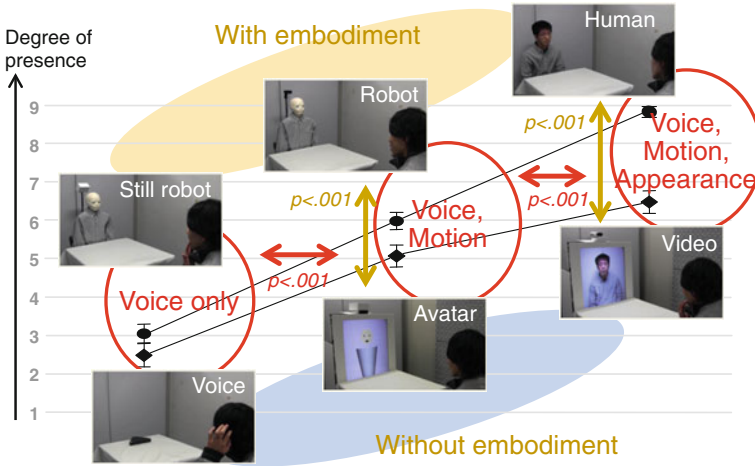 Degree of
presence
With embodiment
Human
Robot
Still robot
9
8
7
6
5
4
3
2
1
p<.001
p<.001
p<.001
p<.001
Voice,
Motion,
Appearance
Voice,
Motion
Voice only
Video
Avatar
Voice
Without embodiment